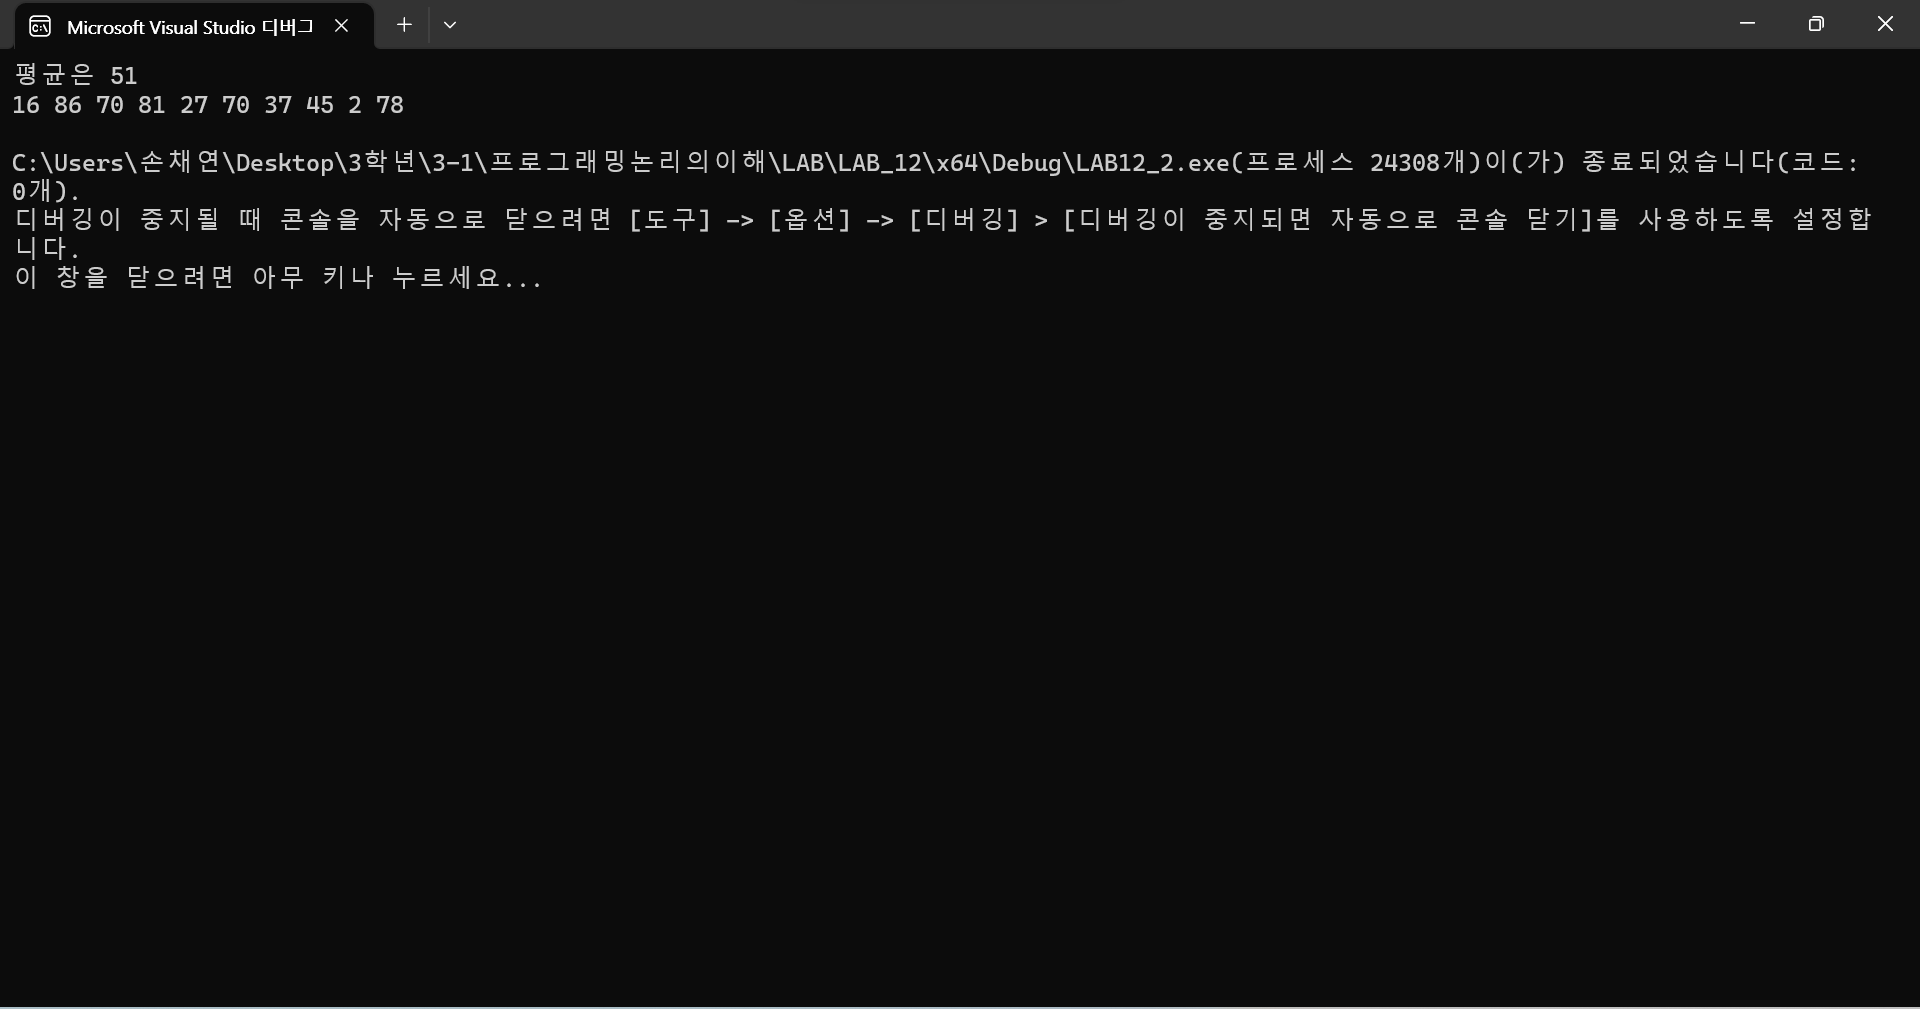 Microsoft Visual Studio 디버그
평균은 51
16 86 70 81 27 70 37 45 2 78
C:\Users\손채연\Desktop\3학년\3-1\프로그래밍논리의이해\LAB\LAB_12\x64\Debug\LAB12_2.exe(프로세스 24308개)이(가) 종료되었습니다(코드:
0개).
디버깅이 중지될 때 콘솔을 자동으로 닫으려면 [도구] -> [옵션] -> [디버깅] > [디버깅이 중지되면 자동으로 콘솔 닫기]를 사용하도록 설정합
니다.
이 창을 닫으려면 아무 키나 누르세요...